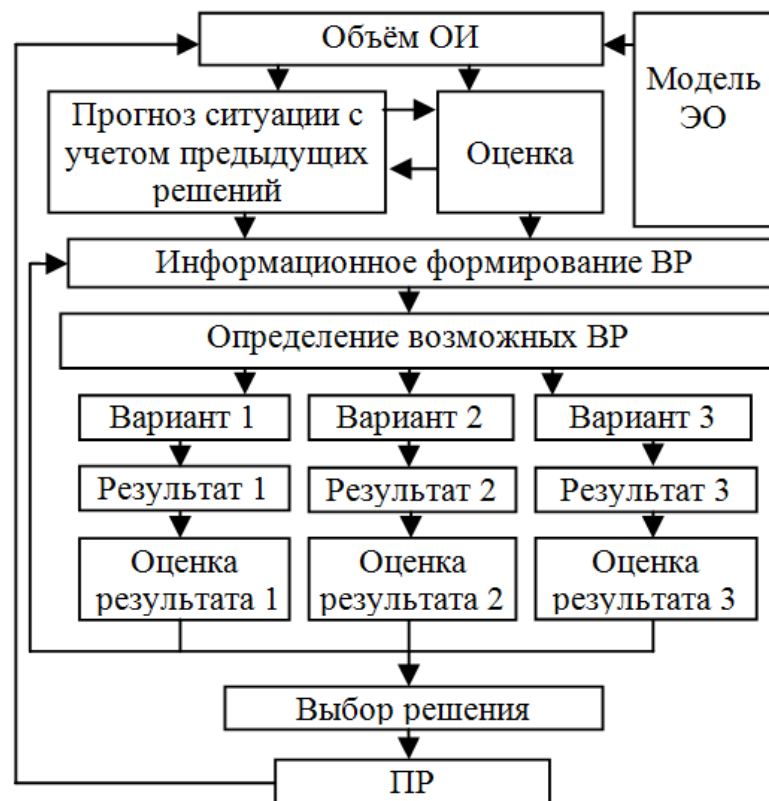 Объём ОИ
Модель
ЭО
Прогноз ситуации с
учетом предыдущих
решений
Оценка
Информационное формирование ВР
Определение возможных ВР
Вариант 1
Вариант 2
Вариант 3
Результат 1
Результат 2
Результат 3
Оценка
результата 1
Оценка
результата 2
Оценка
результата 3
Выбор решения
ПР